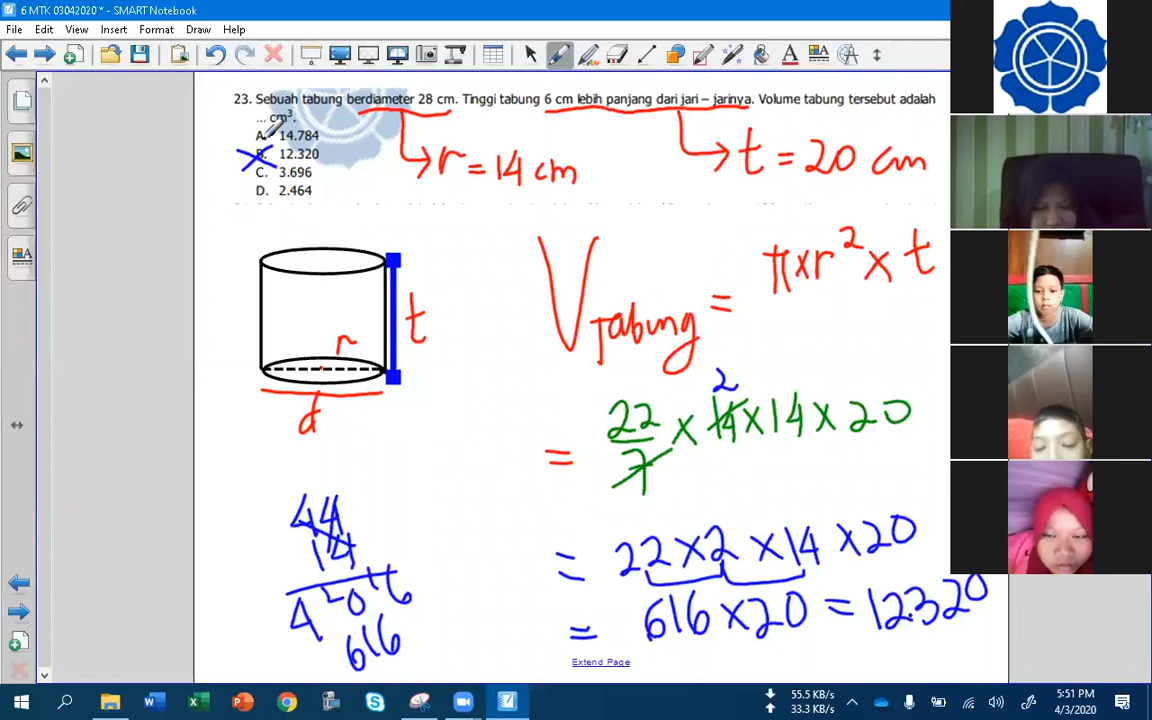 6 MTK 03042020 * - SMART Notebook
File Edit View Insert Format Draw Help
23. Sebuah tabung berdiameter 28 cm. Tinggi tabung 6 cm lebih panjang dari jari – jarinya. Volume tabung tersebut adalah
... cm³.
A. 14.784
B. 12.320
C. 3.696
D. 2.464
r = 14 cm
t = 20 cm
V Tabung = π x r² x t
r
t
d
2
= 22/7 x 14 x 14 x 20
= 22 x 2 x 14 x 20
= 616 x 20 = 12320
44
14
616
Extend Page
55.5 KB/s
33.3 KB/s
5:51 PM
4/3/2020